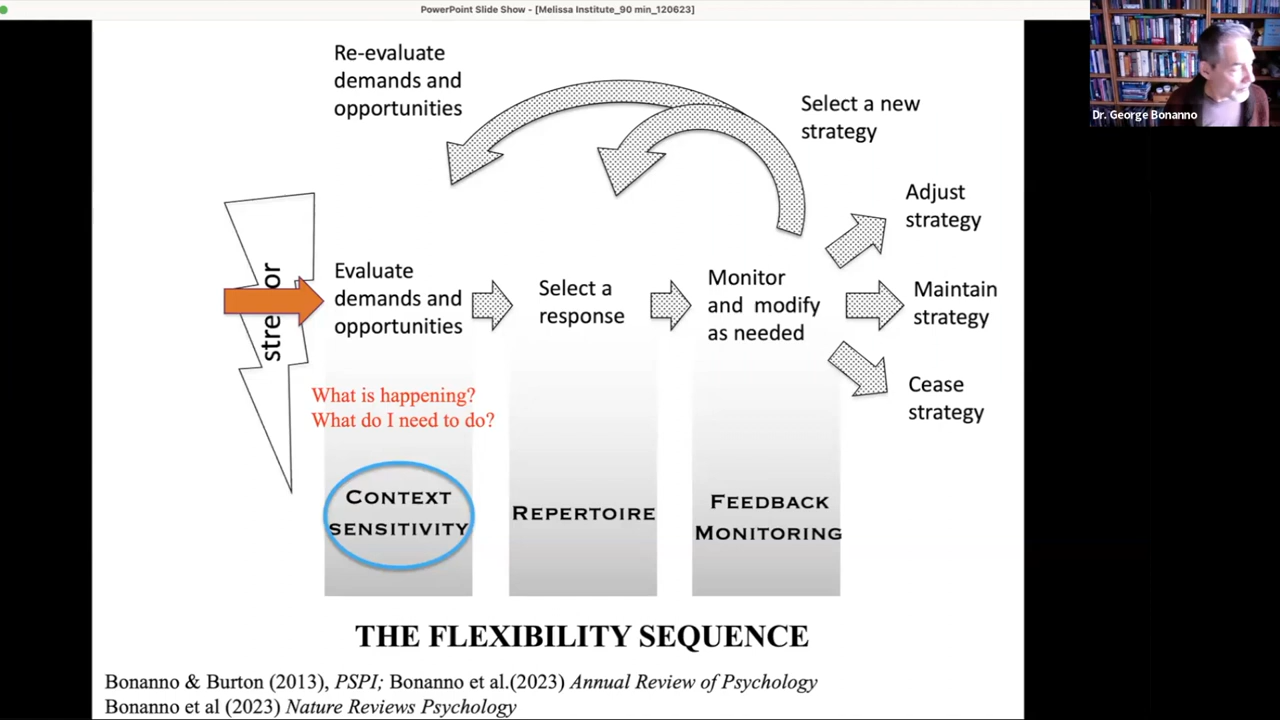 PowerPoint Slide Show - [Melissa Institute_90 min_120623]
Dr. George Bonanno
Re-evaluate
demands and
opportunities
Select a new
strategy
Adjust
strategy
Evaluate
demands and
opportunities
Select a
response
Monitor
and modify
as needed
Maintain
strategy
Cease
strategy
What is happening?
What do I need to do?
Context
sensitivity
Repertoire
Feedback
Monitoring
THE FLEXIBILITY SEQUENCE
Bonanno & Burton (2013), PSPI; Bonanno et al.(2023) Annual Review of Psychology
Bonanno et al (2023) Nature Reviews Psychology